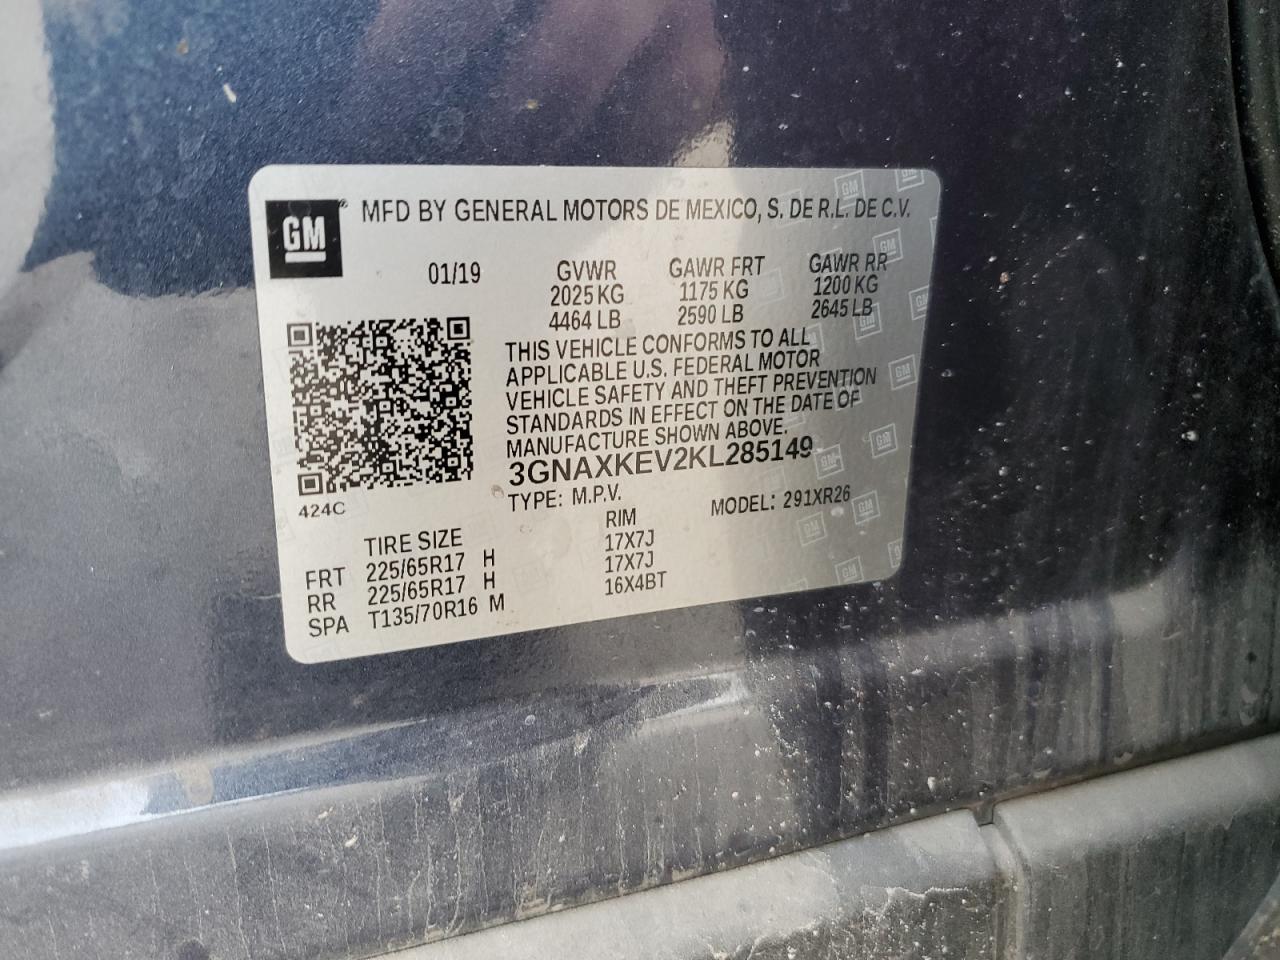 GM® MFD BY GENERAL MOTORS DE MEXICO, S. DE R.L. DE C.V.
01/19 GVWR GAWR FRT GAWR RR
2025 KG 1175 KG 1200 KG
4464 LB 2590 LB 2645 LB
THIS VEHICLE CONFORMS TO ALL
APPLICABLE U.S. FEDERAL MOTOR
VEHICLE SAFETY AND THEFT PREVENTION
STANDARDS IN EFFECT ON THE DATE OF
MANUFACTURE SHOWN ABOVE.
3GNAXKEV2KL285149
424C
TYPE: M.P.V. MODEL: 291XR26
TIRE SIZE RIM
FRT 225/65R17 H 17X7J
RR 225/65R17 H 17X7J
SPA T135/70R16 M 16X4BT